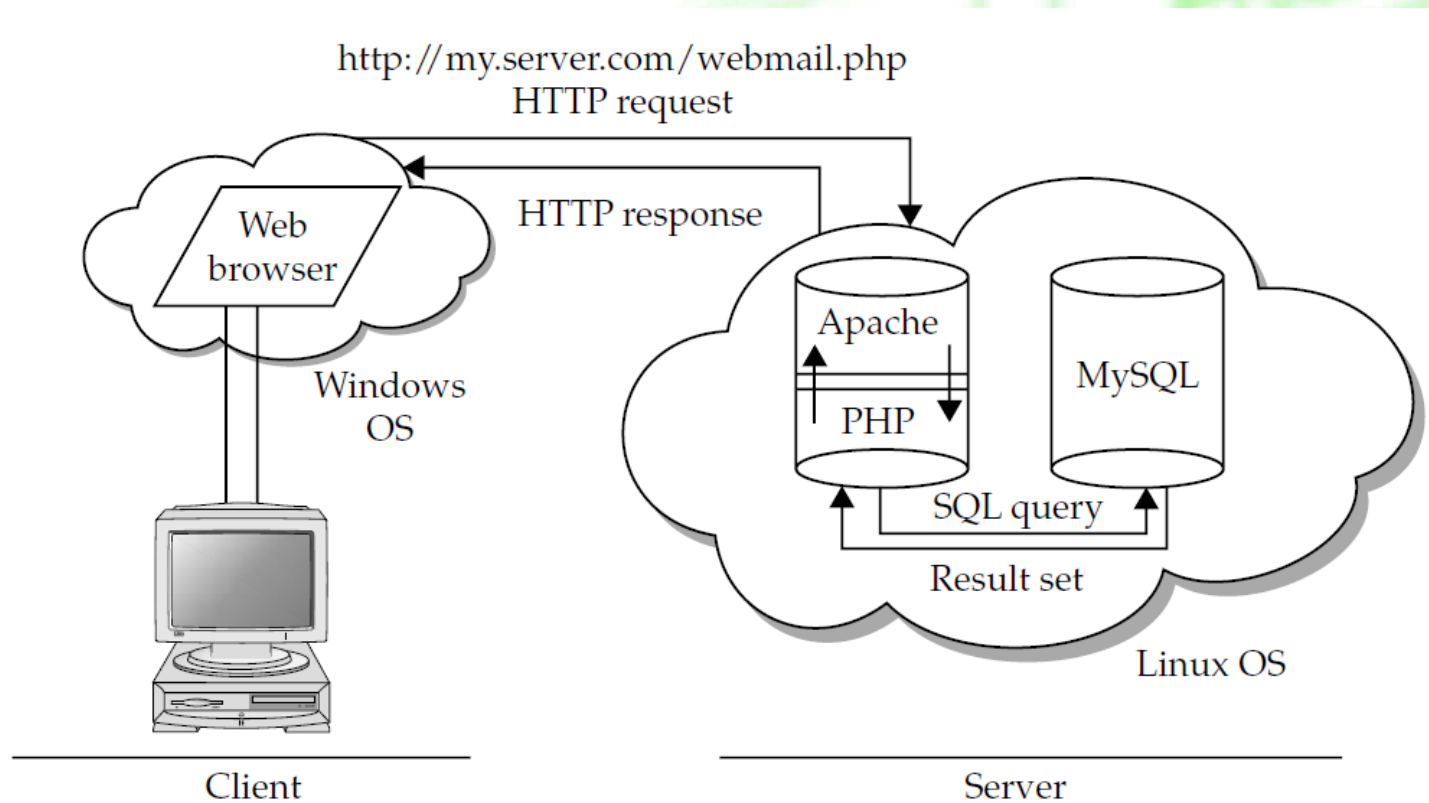 http://my.server.com/webmail.php
HTTP request
HTTP response
Web
browser
Windows
OS
Apache
PHP
MySQL
SQL query
Result set
Linux OS
Client
Server